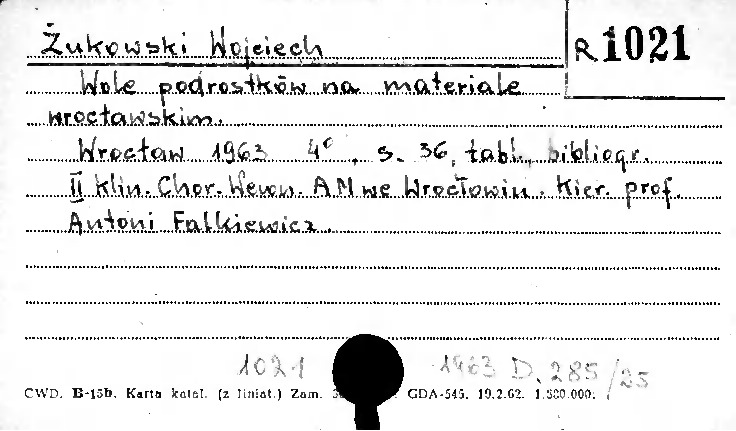 Żukowski Wojciech
R 1021
Wole podrostków na materiale
wrocławskim.
Wrocław 1963 4°, s. 36, tabl., bibliogr.
II Klin. Chor. Wewn. AM we Wrocławiu. Kier. prof.
Antoni Falkiewicz.
1021 1963 D. 285/25
CWD. B-15b. Karta katal. (z liniat.) Zam. GDA-545. 19.2.62. 1.500.000.